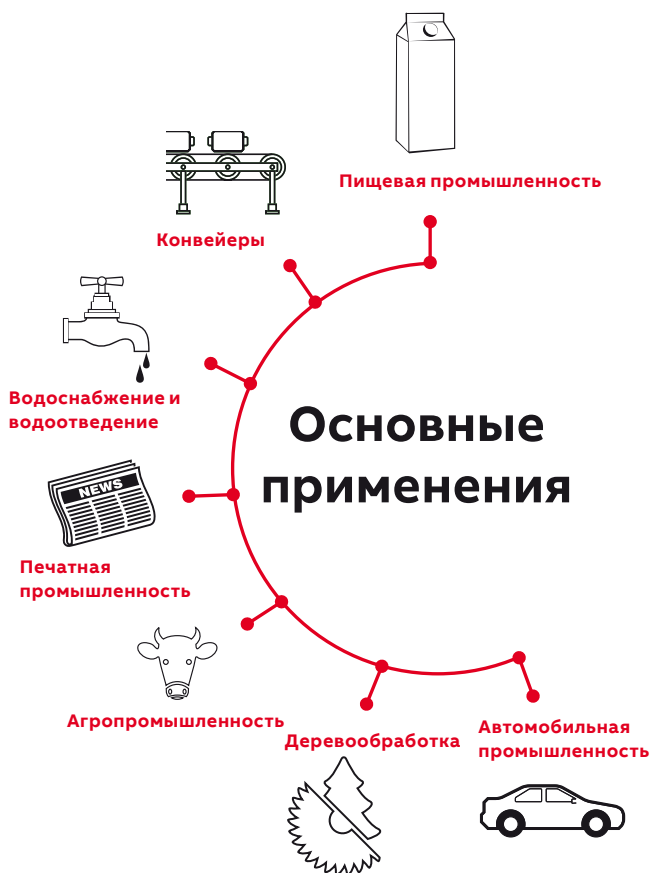 Пищевая промышленность
Конвейеры
Водоснабжение и
водоотведение
Основные
применения
NEWS
Печатная
промышленность
Агропромышленность
Деревообработка
Автомобильная
промышленность